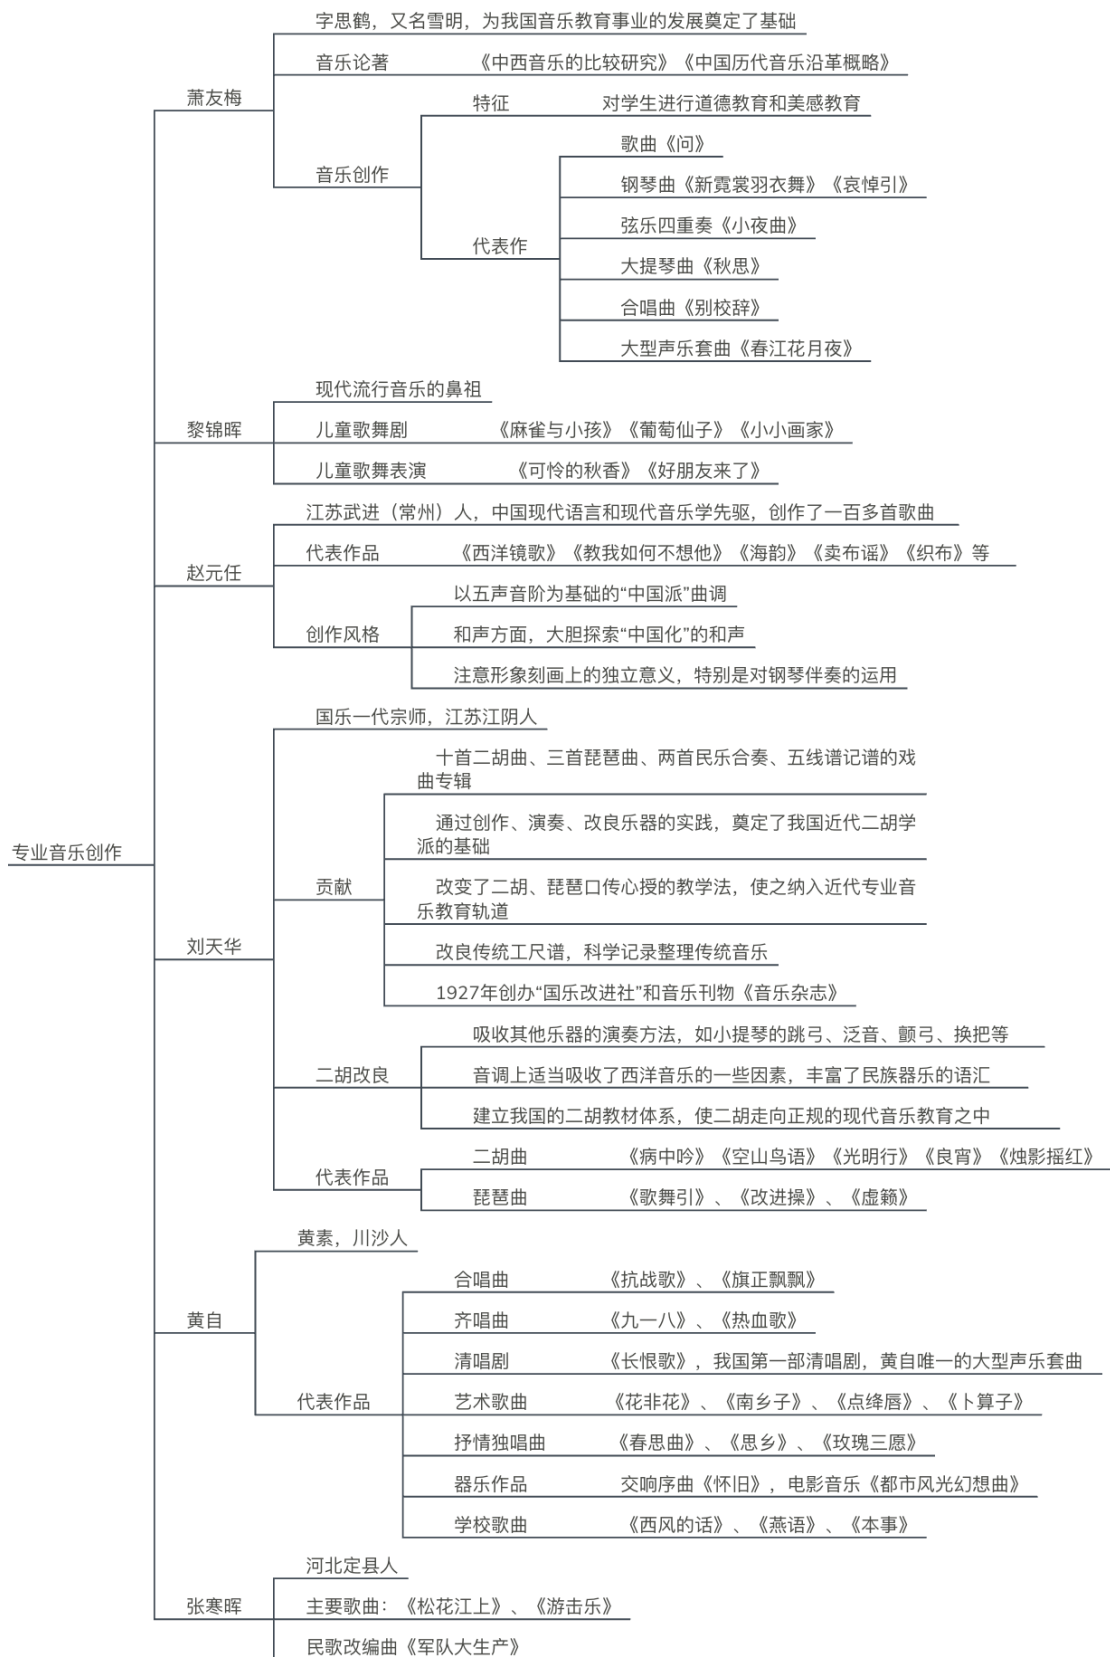 专业音乐创作
萧友梅
字思鹤，又名雪明，为我国音乐教育事业的发展奠定了基础
音乐论著 《中西音乐的比较研究》《中国历代音乐沿革概略》
音乐创作
特征 对学生进行道德教育和美感教育
代表作
歌曲《问》
钢琴曲《新霓裳羽衣舞》《哀悼引》
弦乐四重奏《小夜曲》
大提琴曲《秋思》
合唱曲《别校辞》
大型声乐套曲《春江花月夜》
黎锦晖
现代流行音乐的鼻祖
儿童歌舞剧 《麻雀与小孩》《葡萄仙子》《小小画家》
儿童歌舞表演 《可怜的秋香》《好朋友来了》
赵元任
江苏武进（常州）人，中国现代语言和现代音乐学先驱，创作了一百多首歌曲
代表作品 《西洋镜歌》《教我如何不想他》《海韵》《卖布谣》《织布》等
创作风格
以五声音阶为基础的“中国派”曲调
和声方面，大胆探索“中国化”的和声
注意形象刻画上的独立意义，特别是对钢琴伴奏的运用
刘天华
国乐一代宗师，江苏江阴人
贡献
十首二胡曲、三首琵琶曲、两首民乐合奏、五线谱记谱的戏
曲专辑
通过创作、演奏、改良乐器的实践，奠定了我国近代二胡学
派的基础
改变了二胡、琵琶口传心授的教学法，使之纳入近代专业音
乐教育轨道
改良传统工尺谱，科学记录整理传统音乐
1927年创办“国乐改进社”和音乐刊物《音乐杂志》
二胡改良
吸收其他乐器的演奏方法，如小提琴的跳弓、泛音、颤弓、换把等
音调上适当吸收了西洋音乐的一些因素，丰富了民族器乐的语汇
建立我国的二胡教材体系，使二胡走向正规的现代音乐教育之中
代表作品
二胡曲 《病中吟》《空山鸟语》《光明行》《良宵》《烛影摇红》
琵琶曲 《歌舞引》、《改进操》、《虚籁》
黄自
黄素，川沙人
代表作品
合唱曲 《抗战歌》、《旗正飘飘》
齐唱曲 《九一八》、《热血歌》
清唱剧 《长恨歌》，我国第一部清唱剧，黄自唯一的大型声乐套曲
艺术歌曲 《花非花》、《南乡子》、《点绛唇》、《卜算子》
抒情独唱曲 《春思曲》、《思乡》、《玫瑰三愿》
器乐作品 交响序曲《怀旧》，电影音乐《都市风光幻想曲》
学校歌曲 《西风的话》、《燕语》、《本事》
张寒晖
河北定县人
主要歌曲：《松花江上》、《游击乐》
民歌改编曲《军队大生产》